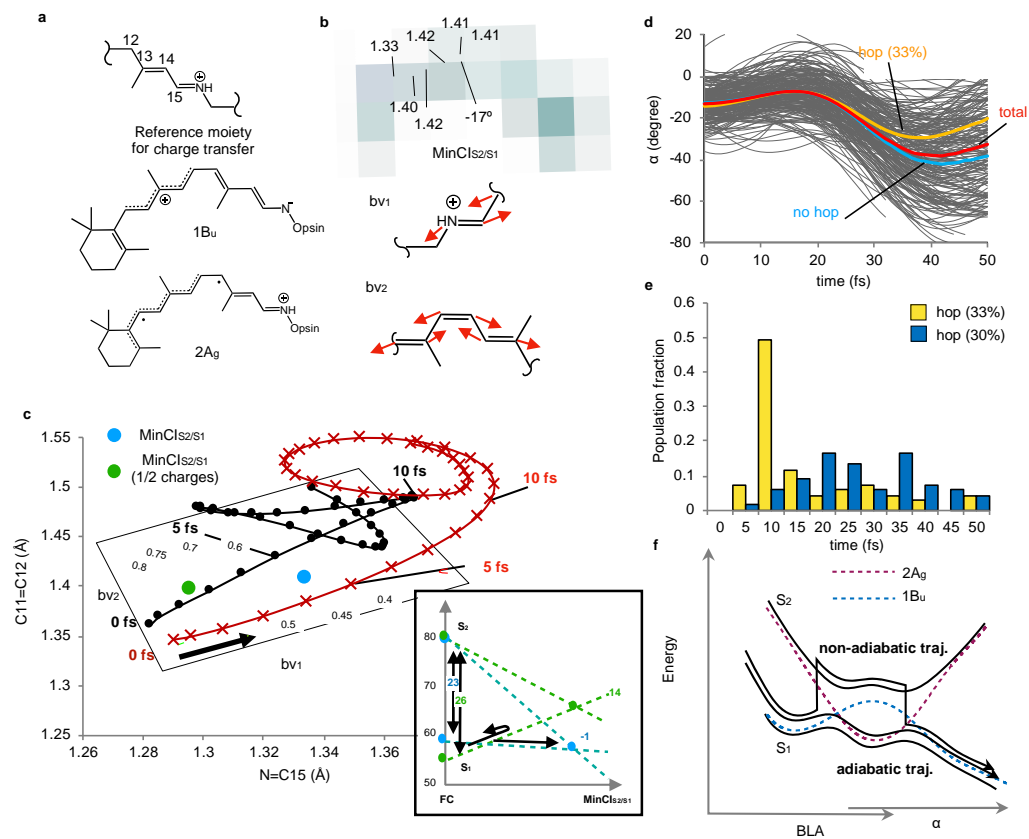 a
12
13
14
15
NH
⊕
Reference moiety
for charge transfer
⊕
N
-
Opsin
1Bu
⊕
NH
Opsin
2Ag
b
1.41
1.42
1.41
1.33
1.40
1.42
-17º
MinCIS2/S1
bv1
⊕
HN
bv2
c
MinCIS2/S1
MinCIS2/S1
(1/2 charges)
1.55
1.5
1.45
1.4
1.35
1.3
1.25
C11=C12 (Å)
1.26
1.3
1.33
1.36
N=C15 (Å)
10 fs
10 fs
5 fs
5 fs
0 fs
0 fs
0.75
0.8
0.7
0.6
0.5
0.45
0.4
bv2
bv1
80
70
60
50
S2
23
26
-14
-1
S1
FC
MinCIS2/S1
d
20
0
-20
-40
-60
-80
α (degree)
hop (33%)
total
no hop
0
10
20
30
40
50
time (fs)
e
0.6
0.5
0.4
0.3
0.2
0.1
0
Population fraction
hop (33%)
hop (30%)
0
5
10
15
20
25
30
35
40
45
50
time (fs)
f
2Ag
1Bu
S2
non-adiabatic traj.
Energy
S1
adiabatic traj.
BLA
α